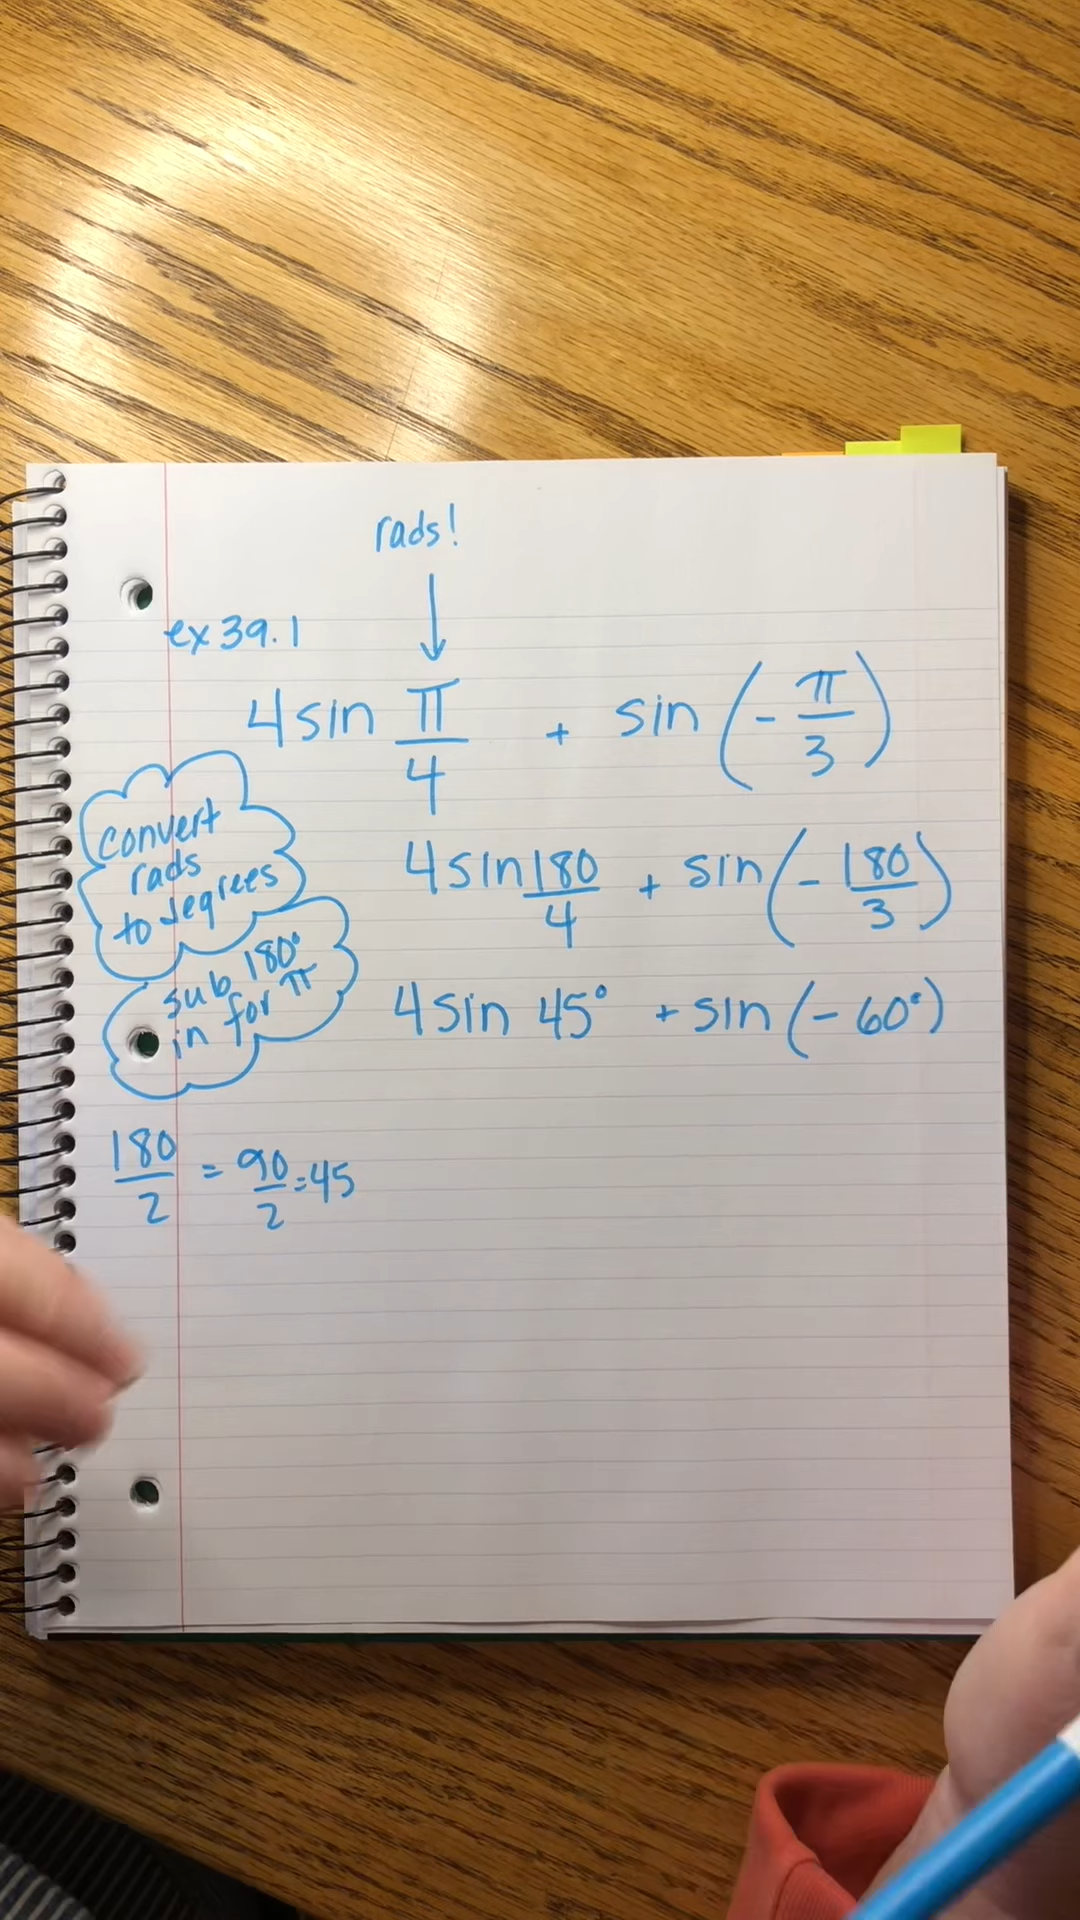 rads!
↓
ex 39.1
4 sin π/4 + sin (- π/3)
convert
rads
to degrees
4 sin 180/4 + sin (- 180/3)
sub 180°
in for π
4 sin 45° + sin (- 60°)
180/2 = 90/2 = 45